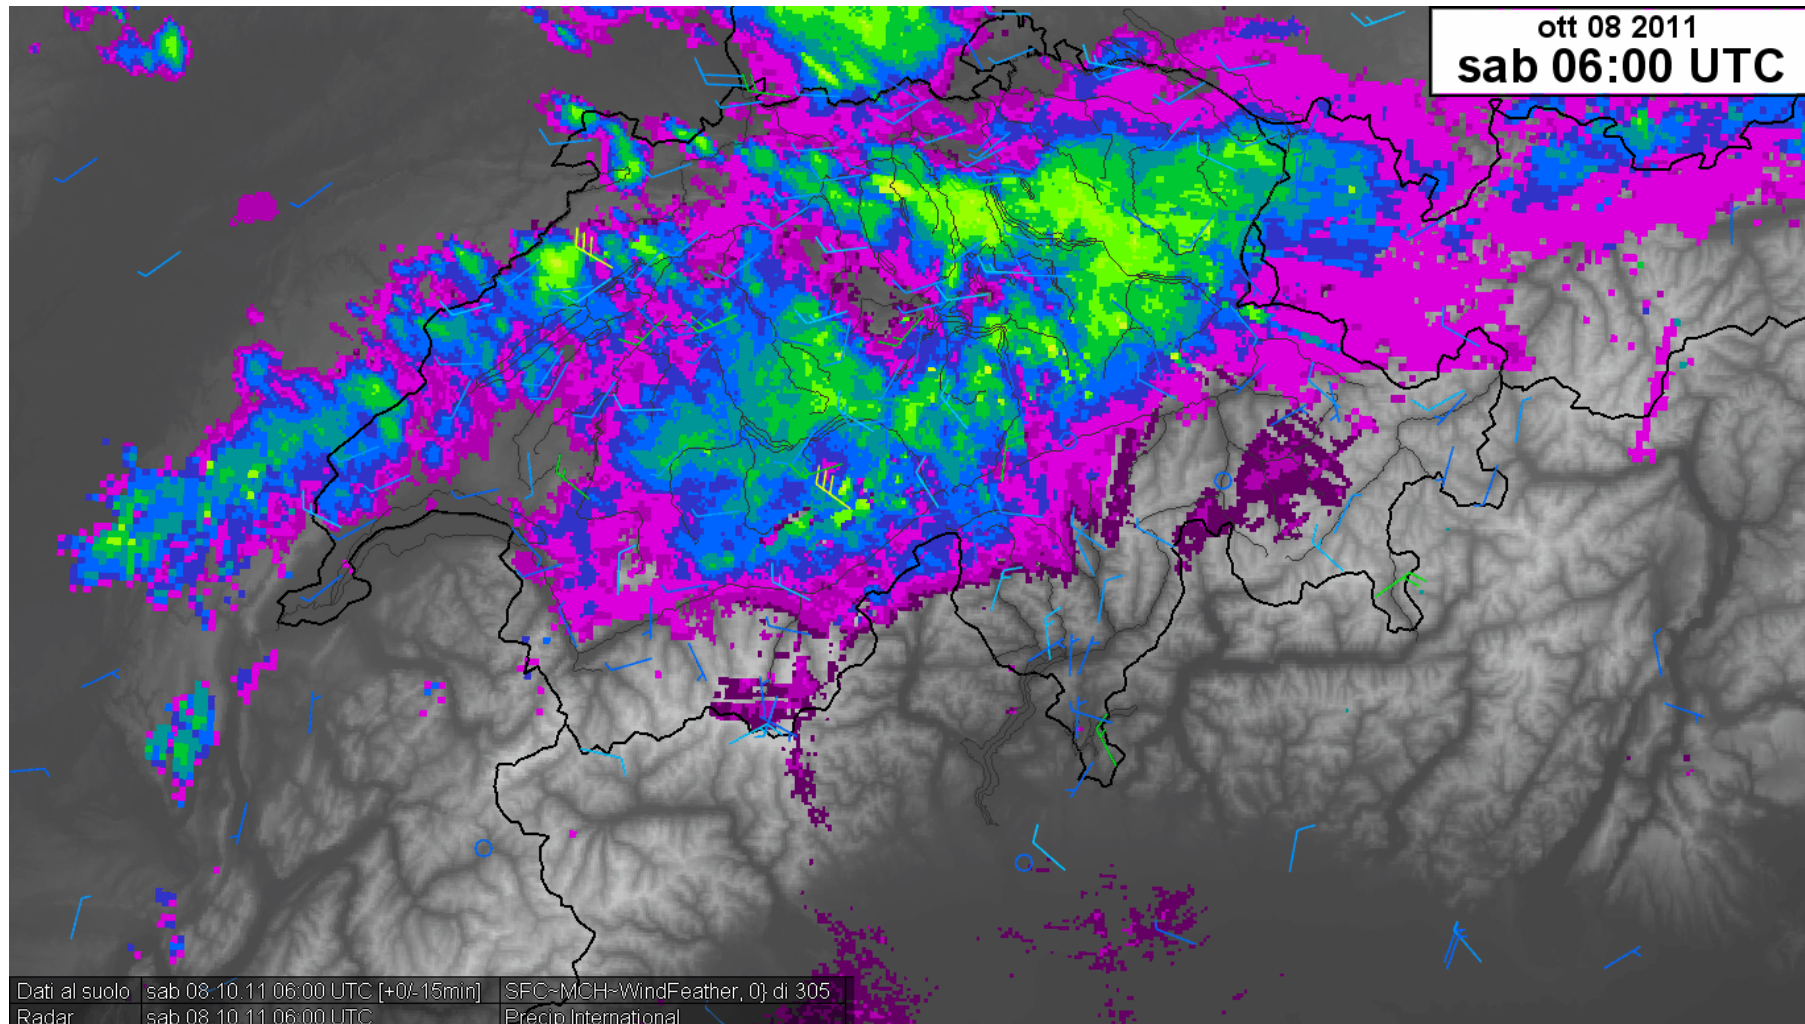 ott 08 2011
sab 06:00 UTC
Dati al suolo sab 08.10.11 06:00 UTC [+0/-15min] SFC~MCH~WindFeather, 0} di 305
Radar sab 08.10.11 06:00 UTC Precip International